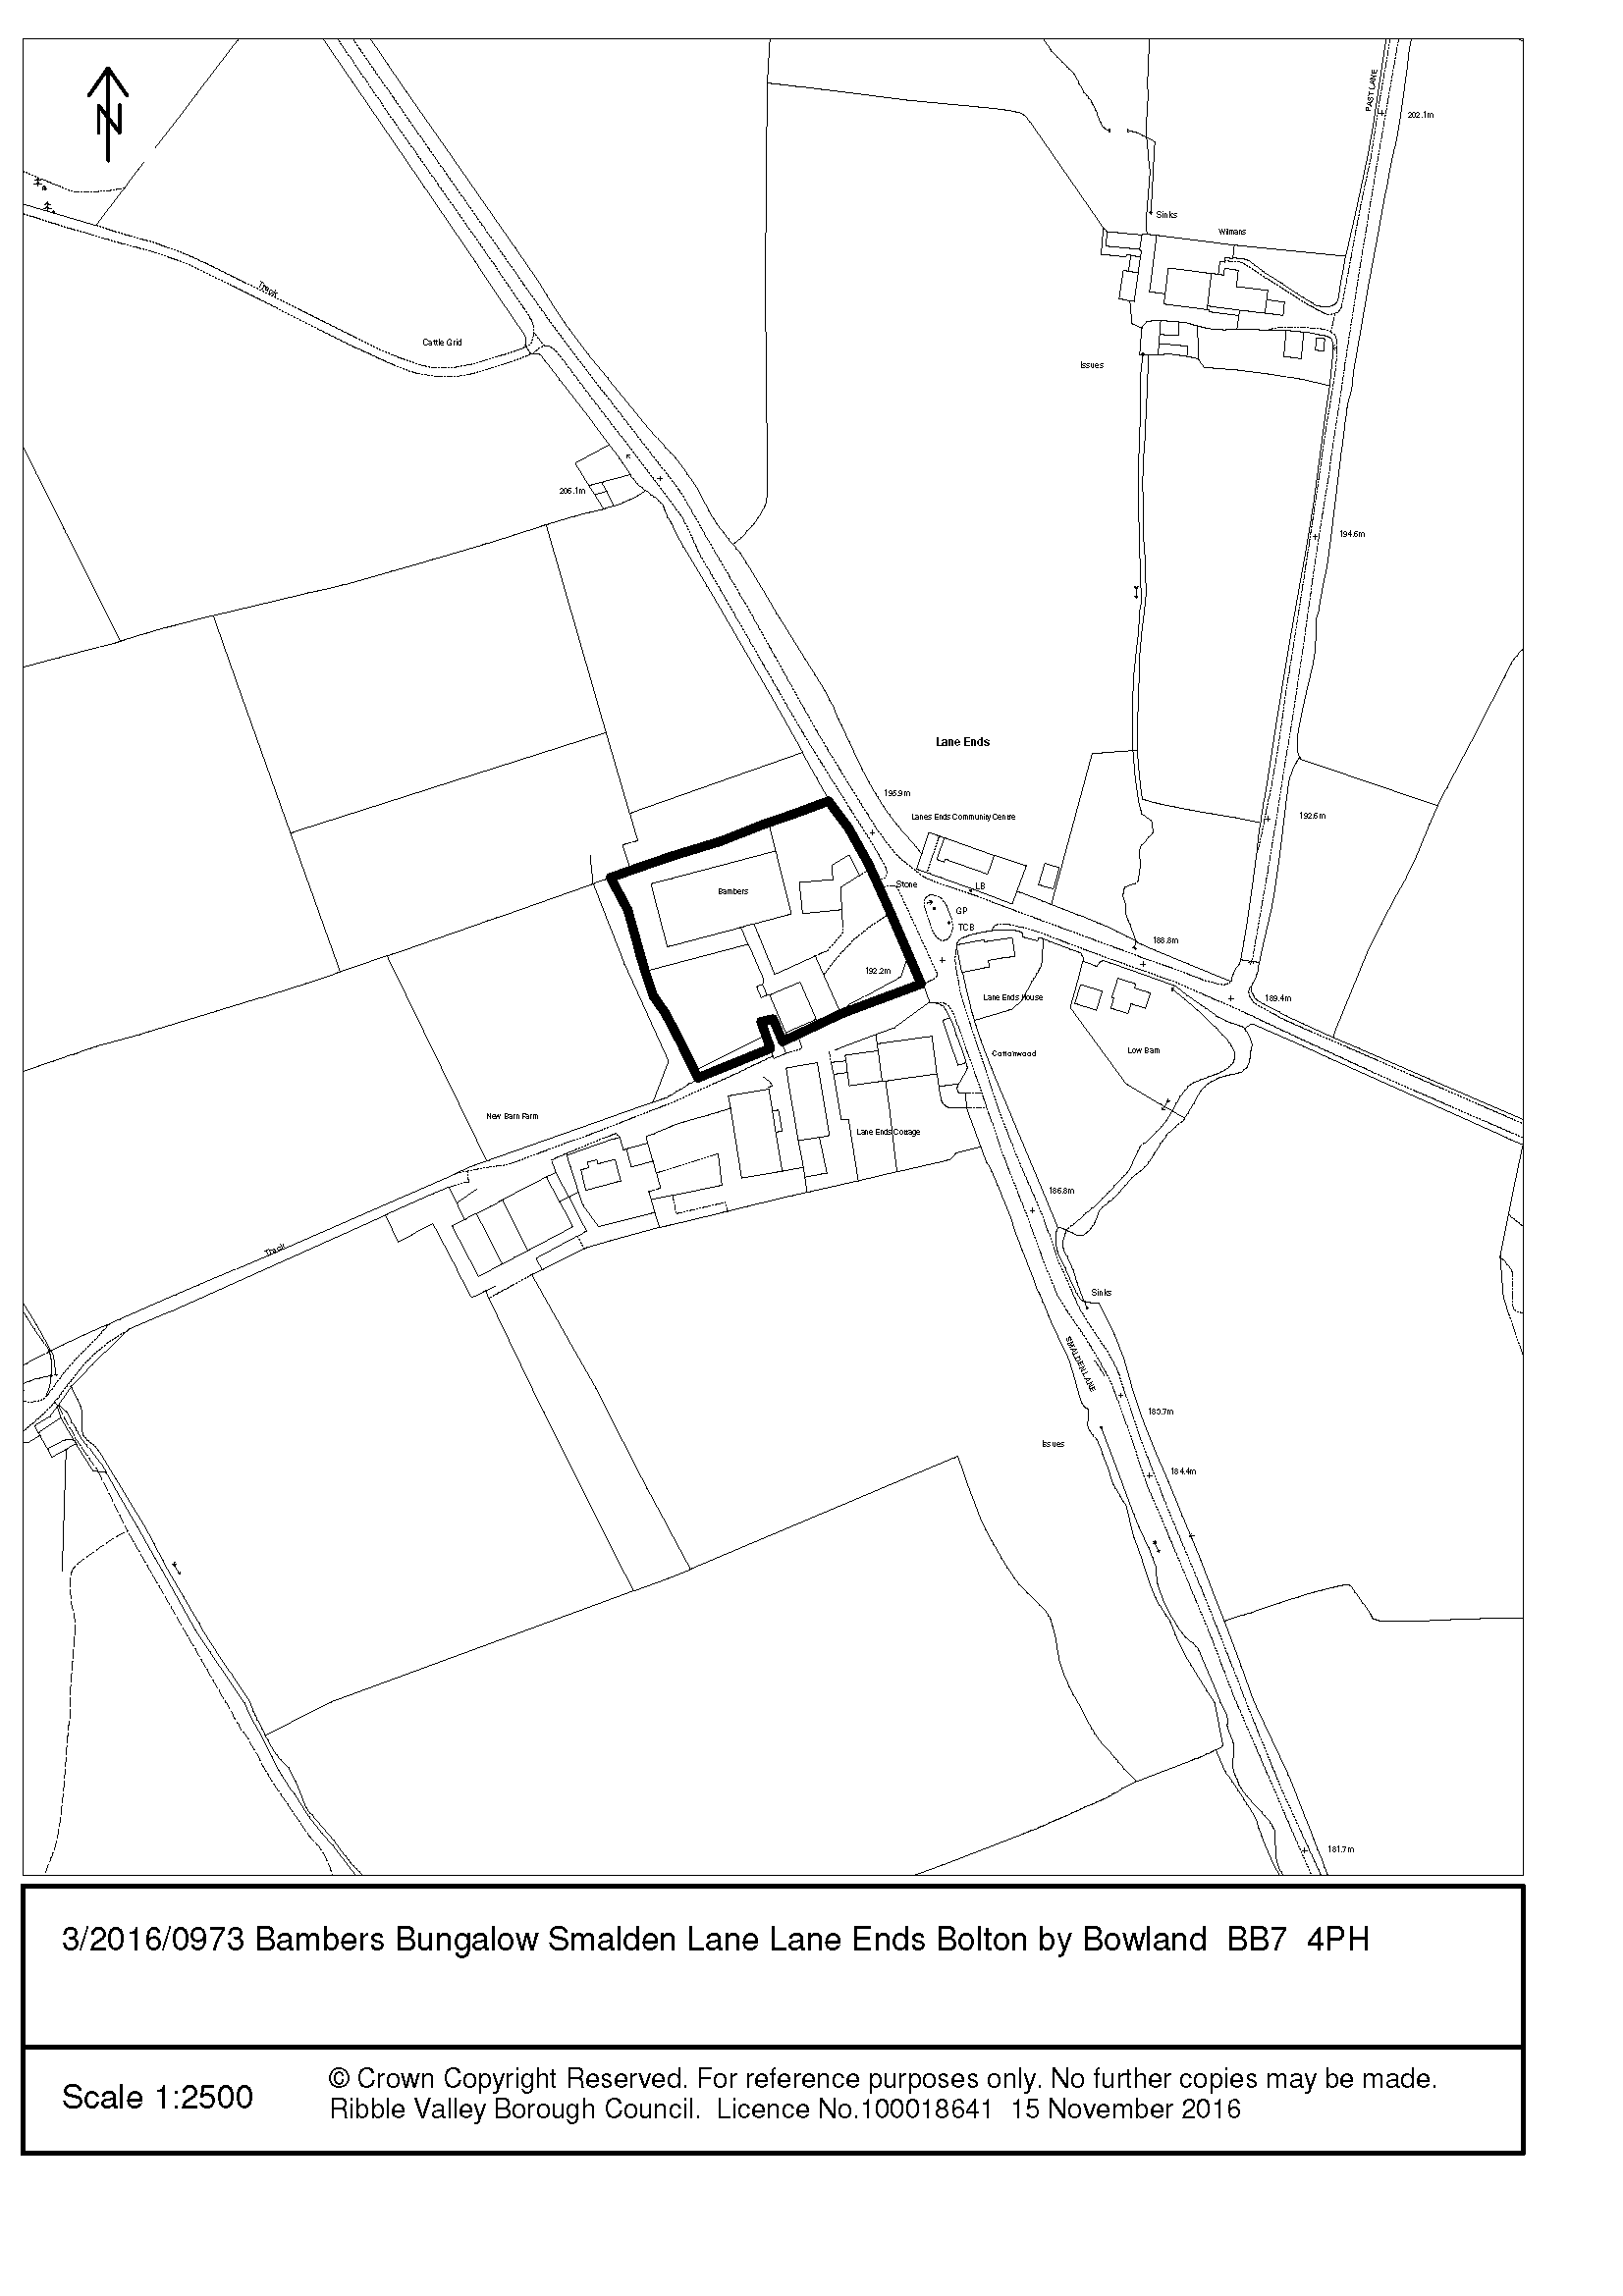 N
PAST LANE
202.1m
Sinks
Wilmans
Track
Cattle Grid
Issues
206.1m
194.6m
Lane Ends
195.9m
Lanes Ends Community Centre
192.6m
Stone
LB
Bambers
GP
TCB
188.8m
192.2m
Lane Ends House
189.4m
Cottonwood
Low Barn
New Barn Farm
Lane Ends Cottage
186.8m
Track
Sinks
SMALDEN LANE
Issues
184.4m
181.7m
3/2016/0973 Bambers Bungalow Smalden Lane Lane Ends Bolton by Bowland BB7 4PH
Scale 1:2500
© Crown Copyright Reserved. For reference purposes only. No further copies may be made.
Ribble Valley Borough Council. Licence No.100018641 15 November 2016